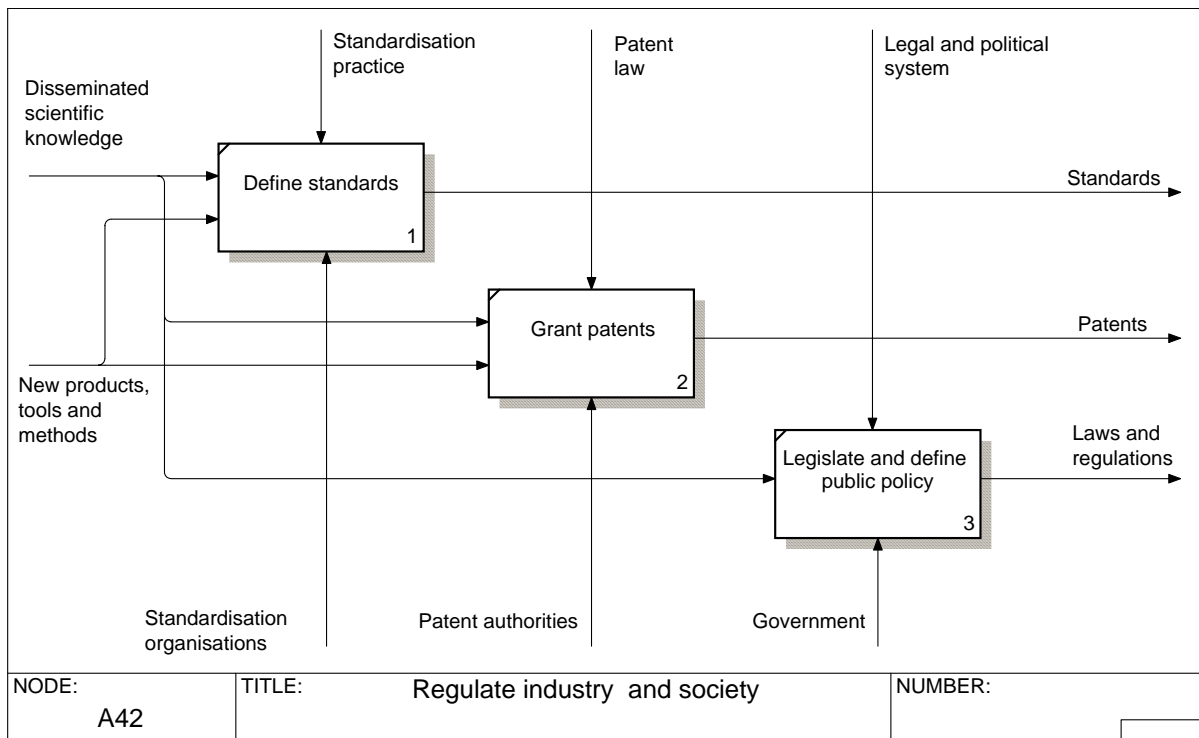 Standardisation
practice
Patent
law
Legal and political
system
Disseminated
scientific
knowledge
Define standards
1
Standards
Grant patents
2
Patents
New products,
tools and
methods
Legislate and define
public policy
3
Laws and
regulations
Standardisation
organisations
Patent authorities
Government
NODE:
A42
TITLE:
Regulate industry and society
NUMBER: